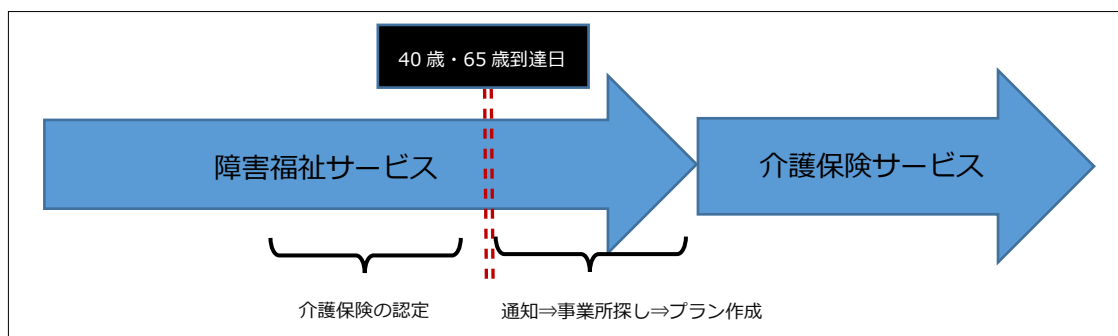 40歳・65歳到達日
障害福祉サービス
介護保険サービス
介護保険の認定
通知⇒事業所探し⇒プラン作成